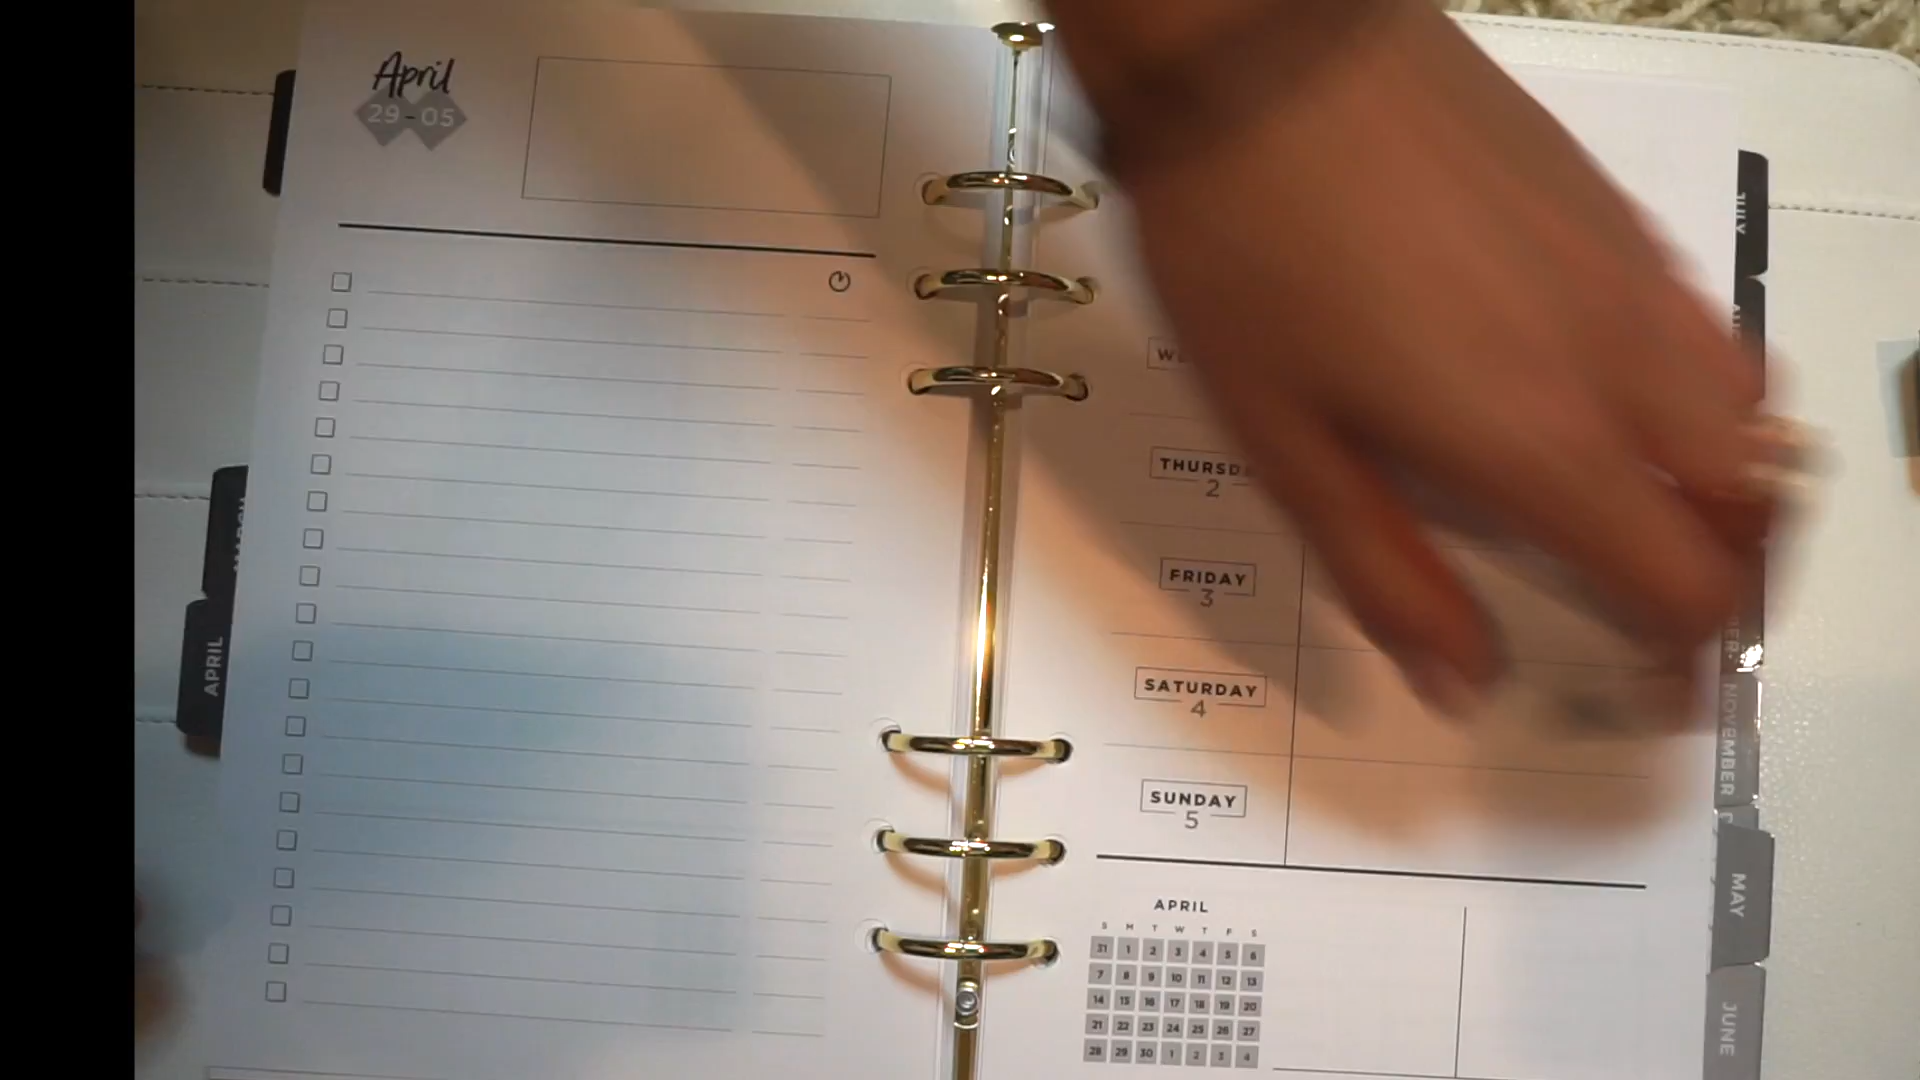 April
29-05
MARCH
APRIL
THURSD
2
FRIDAY
3
SATURDAY
4
SUNDAY
5
APRIL
S M T W T F S
31 1 2 3 4 5 6
7 8 9 10 11 12 13
14 15 16 17 18 19 20
21 22 23 24 25 26 27
28 29 30 1 2 3 4
JULY
NOVEMBER
MAY
JUNE